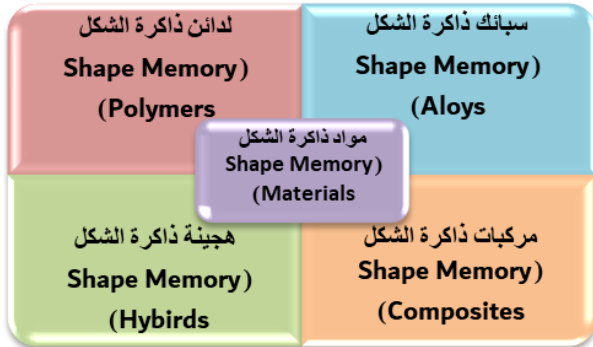 سبائك ذاكرة الشكل
(Shape Memory
Aloys)
لدائن ذاكرة الشكل
(Shape Memory
Polymers)
مواد ذاكرة الشكل
(Shape Memory
Materials)
مركبات ذاكرة الشكل
(Shape Memory
Composites)
هجينة ذاكرة الشكل
(Shape Memory
Hybirds)